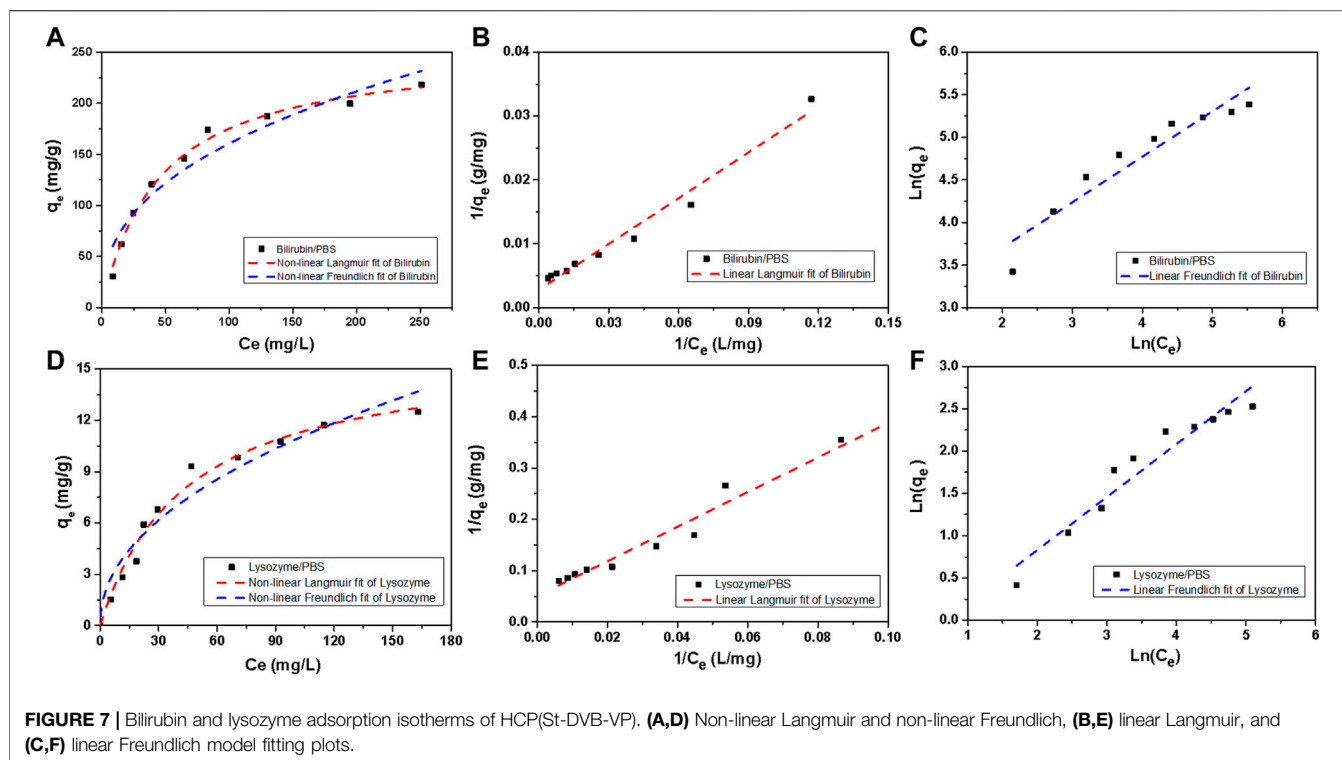 A
250
200
150
100
50
0
qe (mg/g)
Bilirubin/PBS
Non-linear Langmuir fit of Bilirubin
Non-linear Freundlich fit of Bilirubin
0 50 100 150 200 250
Ce (mg/L)
B
0.04
0.03
0.02
0.01
0.00
1/qe (g/mg)
Bilirubin/PBS
Linear Langmuir fit of Bilirubin
0.00 0.03 0.06 0.09 0.12 0.15
1/Ce (L/mg)
C
6.0
5.5
5.0
4.5
4.0
3.5
3.0
Ln(qe)
Bilirubin/PBS
Linear Freundlich fit of Bilirubin
2 3 4 5 6
Ln(Ce)
D
15
12
9
6
3
0
qe (mg/g)
Lysozyme/PBS
Non-linear Langmuir fit of Lysozyme
Non-linear Freundlich fit of Lysozyme
0 30 60 90 120 150 180
Ce (mg/L)
E
0.5
0.4
0.3
0.2
0.1
0.0
1/qe (g/mg)
Lysozyme/PBS
Linear Langmuir fit of Lysozyme
0.00 0.02 0.04 0.06 0.08 0.10
1/Ce (L/mg)
F
3.0
2.5
2.0
1.5
1.0
0.5
0.0
Ln(qe)
Lysozyme/PBS
Linear Freundlich fit of Lysozyme
1 2 3 4 5 6
Ln(Ce)
FIGURE 7 | Bilirubin and lysozyme adsorption isotherms of HCP(St-DVB-VP). (A,D) Non-linear Langmuir and non-linear Freundlich, (B,E) linear Langmuir, and
(C,F) linear Freundlich model fitting plots.